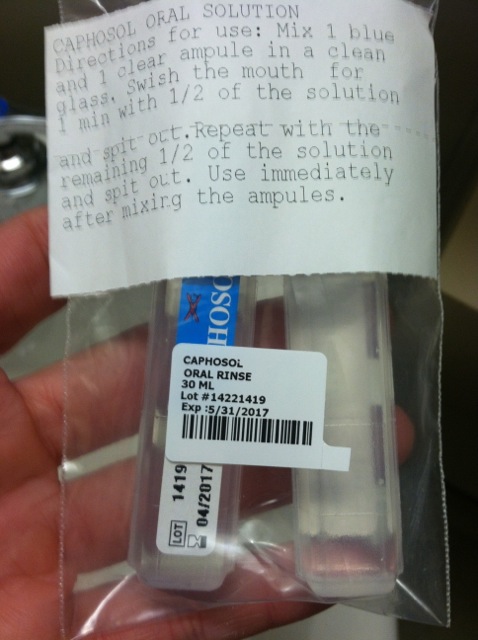 CAPHOSOL ORAL SOLUTION
Directions for use: Mix 1 blue
and 1 clear ampule in a clean
glass. Swish the mouth for
1 min with 1/2 of the solution
and spit out. Repeat with the
remaining 1/2 of the solution
and spit out. Use immediately
after mixing the ampules.
HOSO
CAPHOSOL
ORAL RINSE
30 ML
Lot #14221419
Exp :5/31/2017
LOT 1419
04/2017